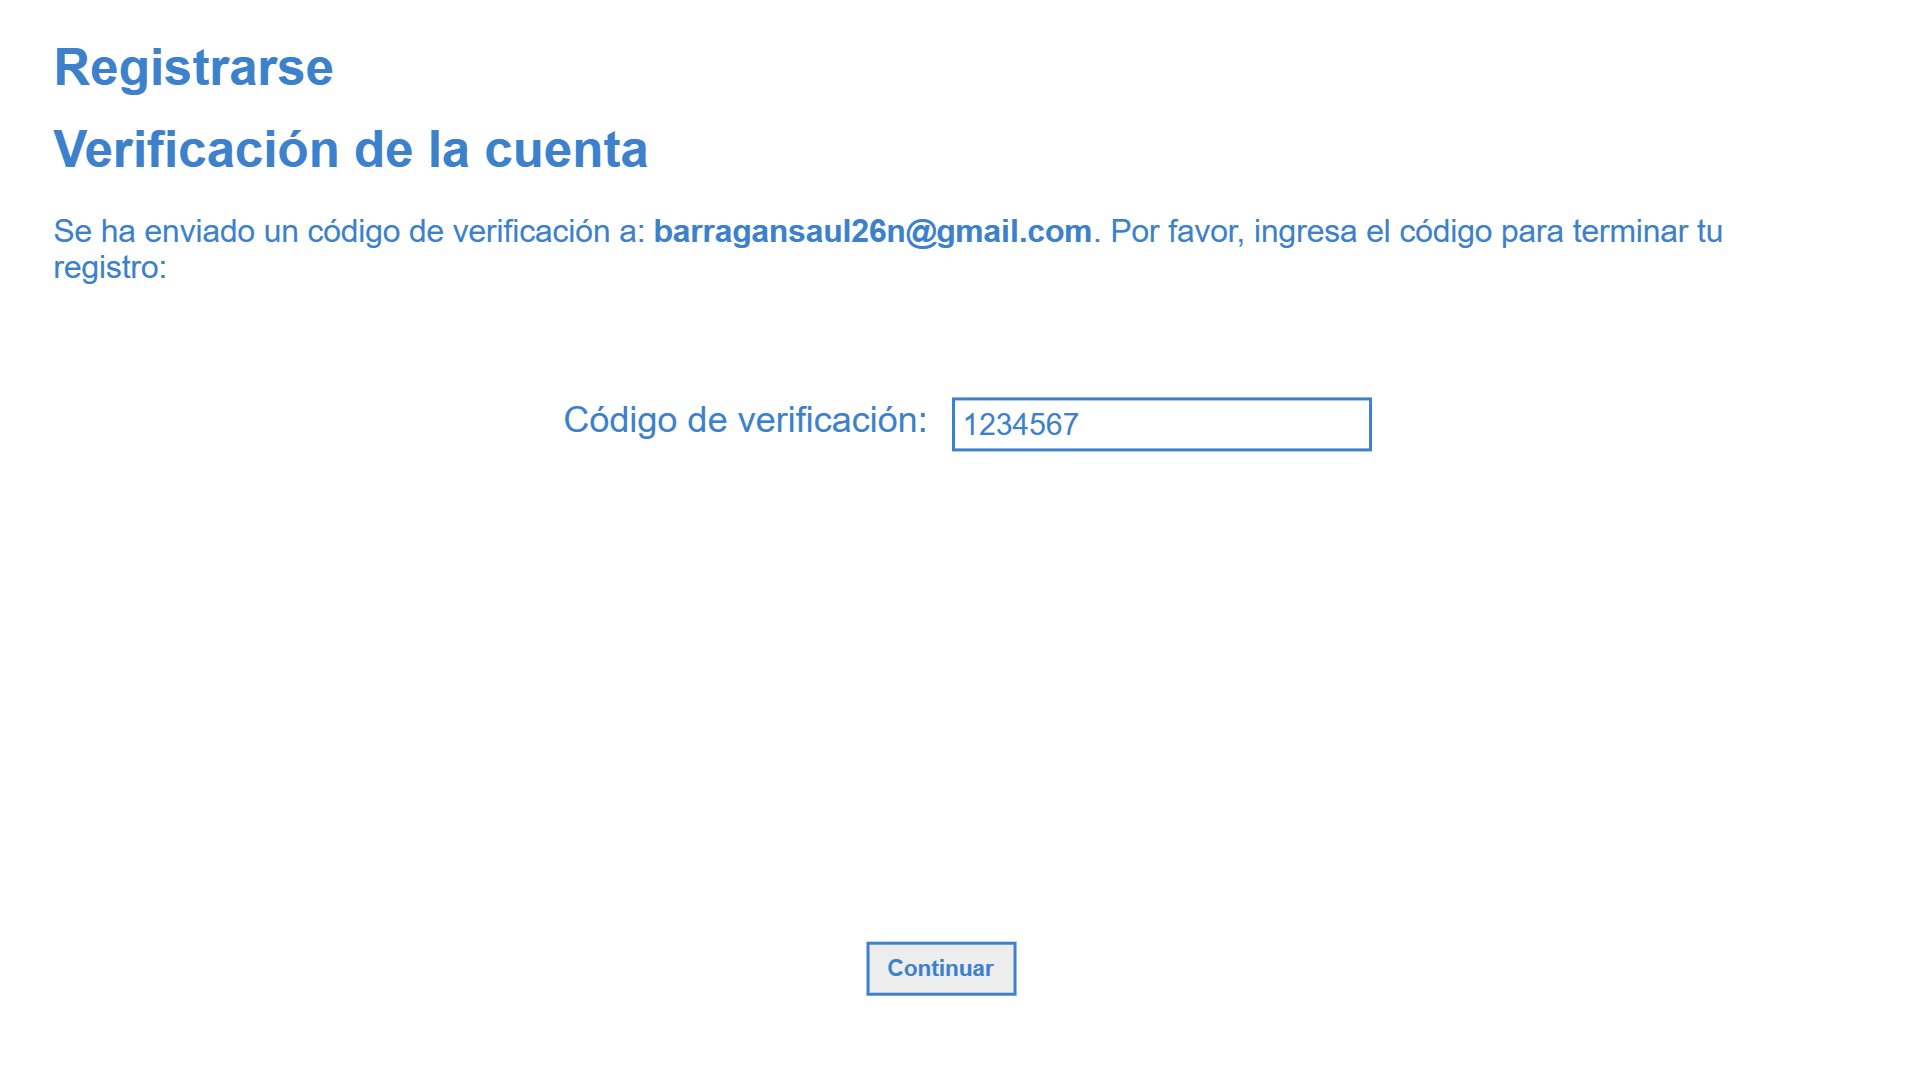 Registrarse
Verificación de la cuenta
Se ha enviado un código de verificación a: barragansaul26n@gmail.com. Por favor, ingresa el código para terminar tu
registro:
Código de verificación: 1234567
Continuar